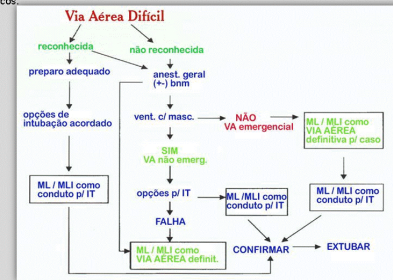 cos.
Via Aérea Difícil
reconhecida
não reconhecida
preparo adequado
anest. geral
(+-) bnm
opções de
intubação acordado
vent. c/ masc.
NÃO
VA emergencial
ML / MLI como
VIA AÉREA
definitiva p/ caso
SIM
VA não emerg.
ML / MLI como
conduto p/ IT
opções p/ IT
ML /MLI como
conduto p/ IT
ML / MLI como
conduto p/ IT
FALHA
ML / MLI como
VIA AÉREA definit.
CONFIRMAR
EXTUBAR